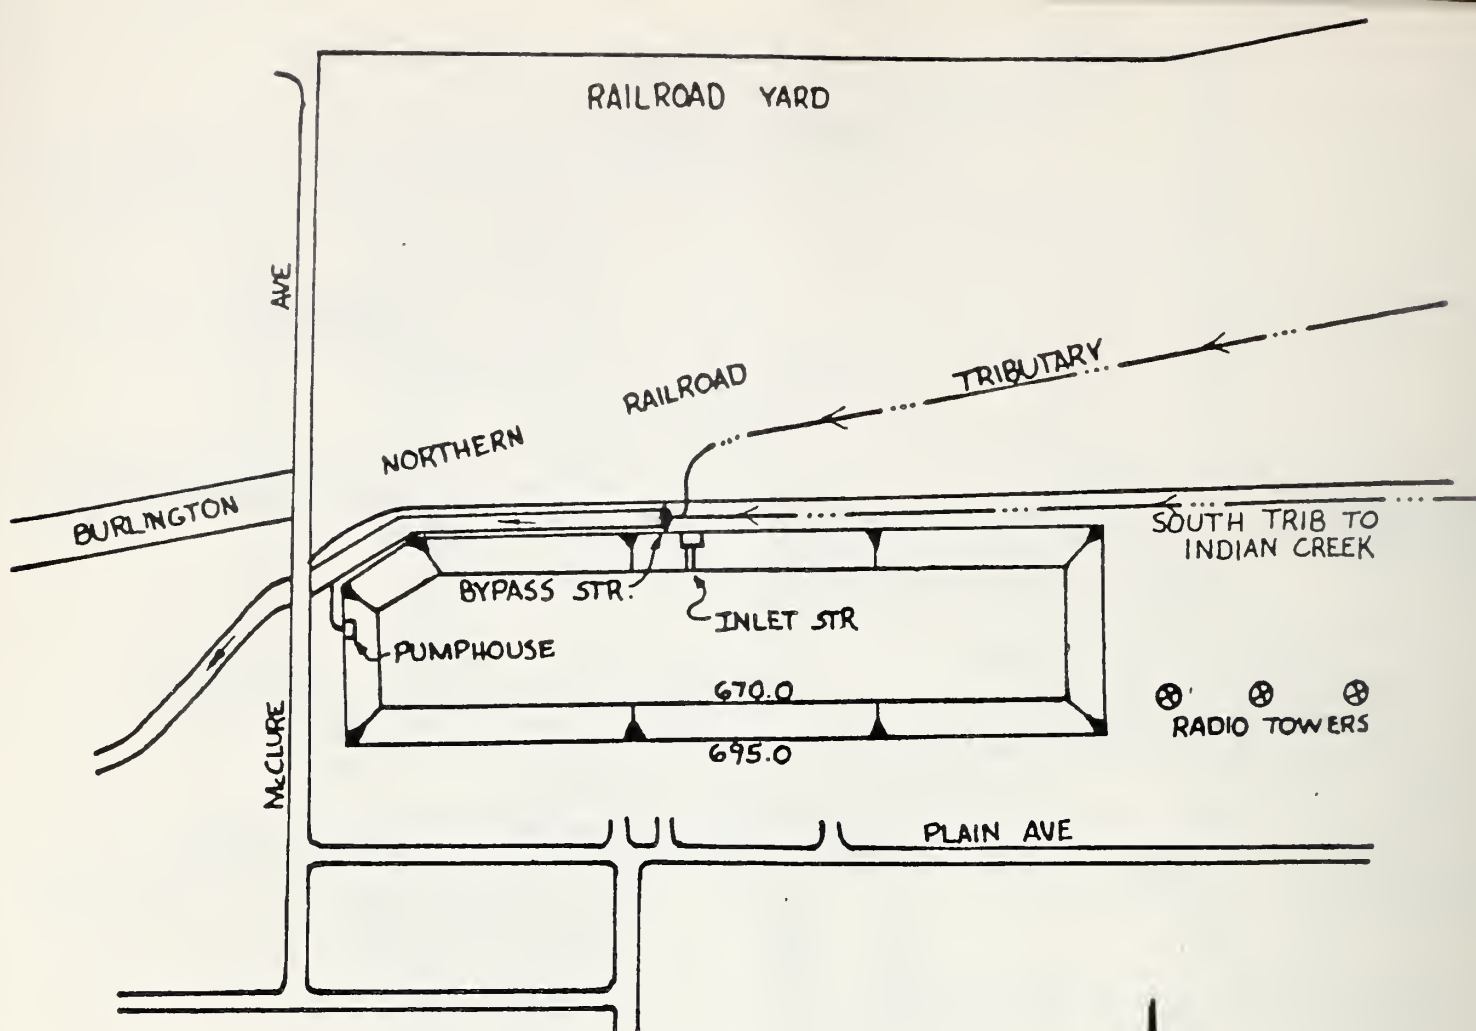 RAILROAD YARD
AVE
TRIBUTARY
RAILROAD
NORTHERN
BURLINGTON
SOUTH TRIB TO
INDIAN CREEK
BYPASS STR.
INLET STR
PUMPHOUSE
670.0
695.0
RADIO TOWERS
McCLURE
PLAIN AVE